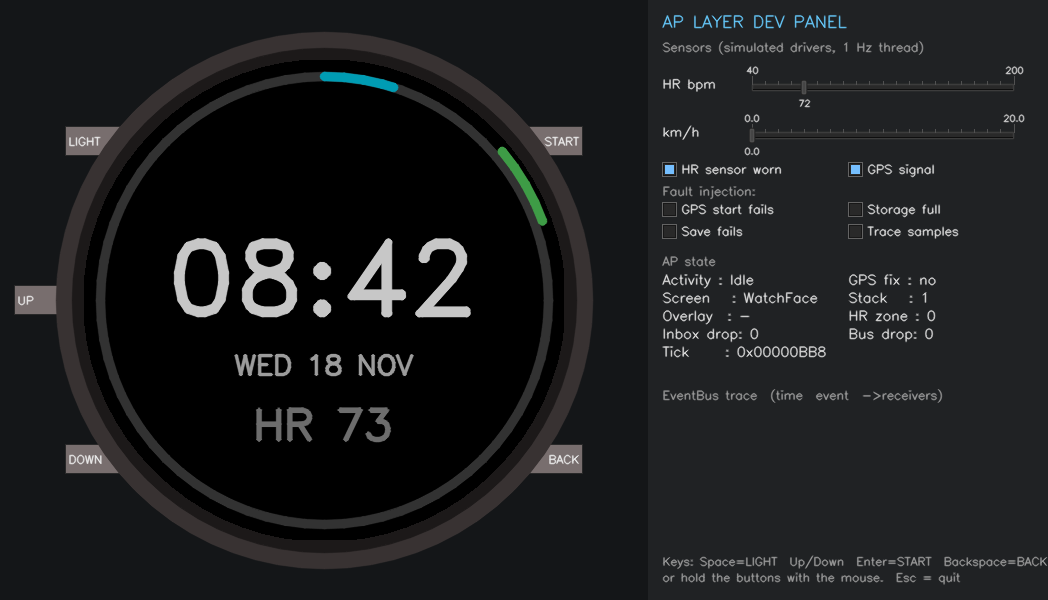 LIGHT
START
UP
DOWN
BACK
08:42
WED 18 NOV
HR 73
AP LAYER DEV PANEL
Sensors (simulated drivers, 1 Hz thread)
40 200
HR bpm
72
0.0 20.0
km/h
0.0
HR sensor worn GPS signal
Fault injection:
GPS start fails Storage full
Save fails Trace samples
AP state
Activity : Idle GPS fix : no
Screen : WatchFace Stack : 1
Overlay : – HR zone : 0
Inbox drop: 0 Bus drop: 0
Tick : 0x00000BB8
EventBus trace (time event –>receivers)
Keys: Space=LIGHT Up/Down Enter=START Backspace=BACK
or hold the buttons with the mouse. Esc = quit